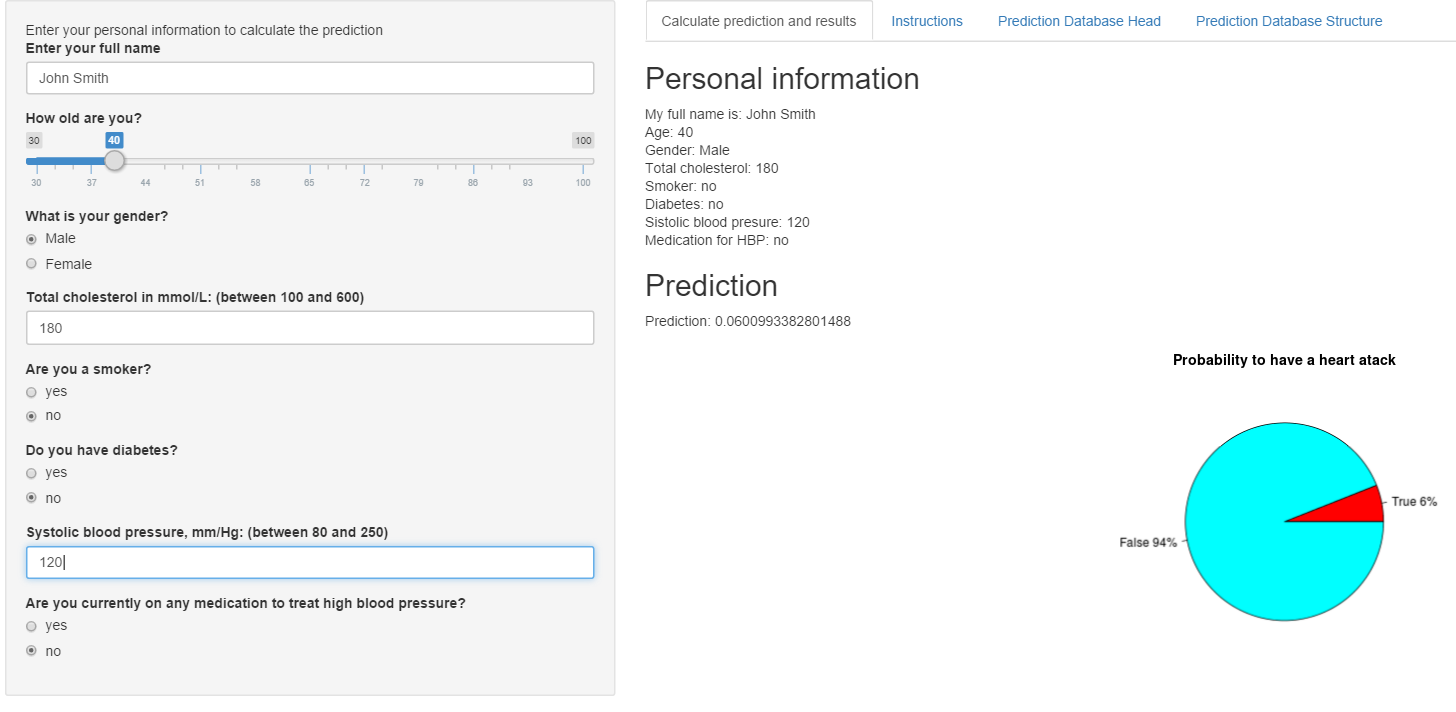 Enter your personal information to calculate the prediction
Enter your full name
John Smith
How old are you?
30 40 100
30 37 44 51 58 65 72 79 86 93 100
What is your gender?
Male
Female
Total cholesterol in mmol/L: (between 100 and 600)
180
Are you a smoker?
yes
no
Do you have diabetes?
yes
no
Systolic blood pressure, mm/Hg: (between 80 and 250)
120
Are you currently on any medication to treat high blood pressure?
yes
no
Calculate prediction and results Instructions Prediction Database Head Prediction Database Structure
Personal information
My full name is: John Smith
Age: 40
Gender: Male
Total cholesterol: 180
Smoker: no
Diabetes: no
Sistolic blood presure: 120
Medication for HBP: no
Prediction
Prediction: 0.0600993382801488
Probability to have a heart atack
True 6%
False 94%